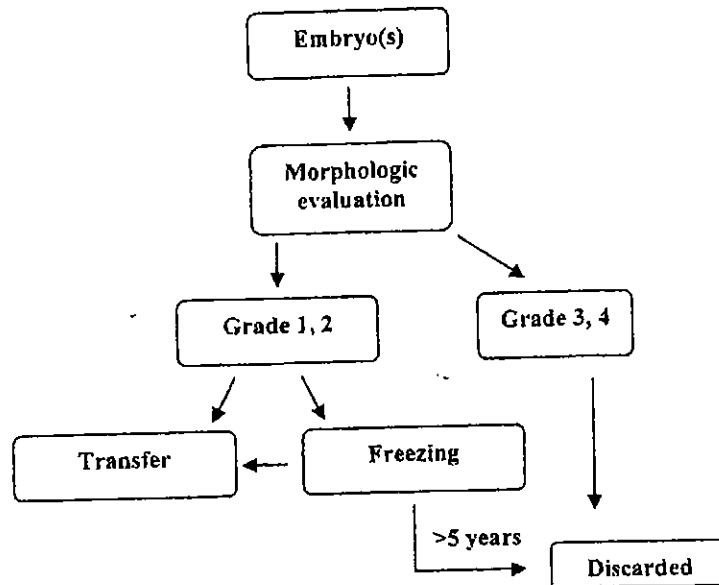 Embryo(s)
Morphologic
evaluation
Grade 1, 2
Grade 3, 4
Transfer
Freezing
>5 years
Discarded